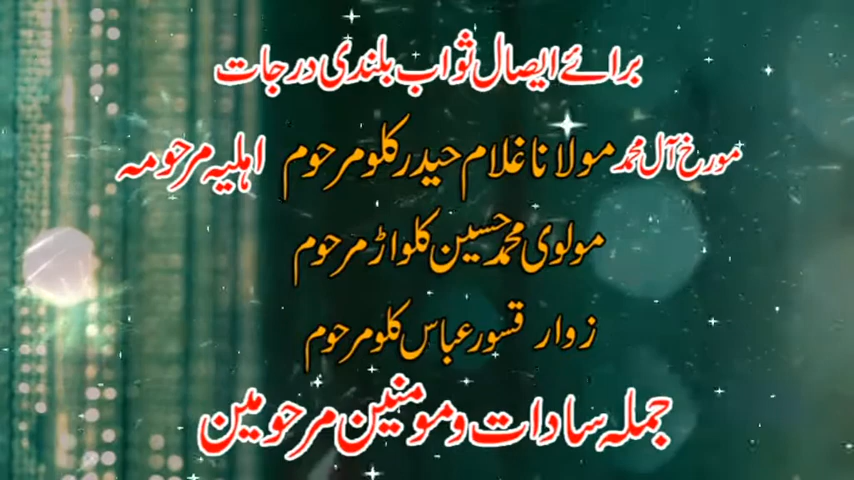 برائے ایصال ثواب بلندی درجات
مورخ آل محمد مولانا غلام حیدر کلو مرحوم اہلیہ مرحومہ
مولوی محمد حسین کلواڑ مرحوم
زوار قسور عباس کلو مرحوم
جملہ سادات و مومنین مرحومین